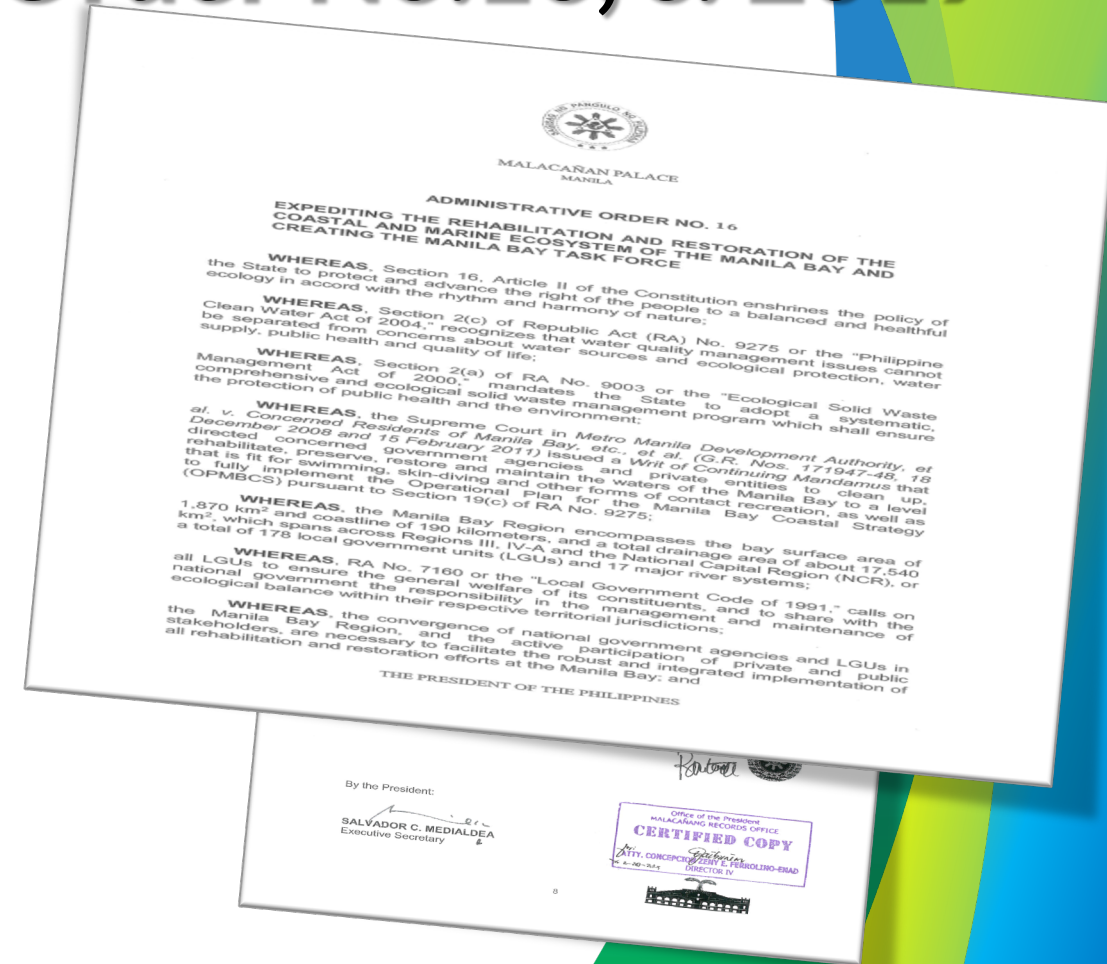 MALACAÑAN PALACE
MANILA
ADMINISTRATIVE ORDER NO. 16
EXPEDITING THE REHABILITATION AND RESTORATION OF THE
COASTAL AND MARINE ECOSYSTEM OF THE MANILA BAY AND
CREATING THE MANILA BAY TASK FORCE
WHEREAS, Section 16, Article II of the Constitution enshrines the policy of
the State to protect and advance the right of the people to a balanced and healthful
ecology in accord with the rhythm and harmony of nature;
WHEREAS, Section 2(c) of Republic Act (RA) No. 9275 or the "Philippine
Clean Water Act of 2004," recognizes that water quality management issues cannot
be separated from concerns about water sources and ecological protection, water
supply, public health and quality of life;
WHEREAS, Section 2(a) of RA No. 9003 or the "Ecological Solid Waste
Management Act of 2000," mandates the State to adopt a systematic,
comprehensive and ecological solid waste management program which shall ensure
the protection of public health and the environment;
WHEREAS, the Supreme Court in Metro Manila Development Authority, et
al. v. Concerned Residents of Manila Bay, etc., et al. (G.R. Nos. 171947-48, 18
December 2008 and 15 February 2011) issued a Writ of Continuing Mandamus that
directed concerned government agencies and private entities to clean up,
rehabilitate, preserve, restore and maintain the waters of the Manila Bay to a level
that is fit for swimming, skin-diving and other forms of contact recreation, as well as
to fully implement the Operational Plan for the Manila Bay Coastal Strategy
(OPMBCS) pursuant to Section 19(c) of RA No. 9275;
WHEREAS, the Manila Bay Region encompasses the bay surface area of
1,870 km² and coastline of 190 kilometers, and a total drainage area of about 17,540
km², which spans across Regions III, IV-A and the National Capital Region (NCR), or
a total of 178 local government units (LGUs) and 17 major river systems;
WHEREAS, RA No. 7160 or the "Local Government Code of 1991," calls on
all LGUs to ensure the general welfare of its constituents, and to share with the
national government the responsibility in the management and maintenance of
ecological balance within their respective territorial jurisdictions;
WHEREAS, the convergence of national government agencies and LGUs in
the Manila Bay Region, and the active participation of private and public
stakeholders, are necessary to facilitate the robust and integrated implementation of
all rehabilitation and restoration efforts at the Manila Bay; and
THE PRESIDENT OF THE PHILIPPINES
By the President:
SALVADOR C. MEDIALDEA
Executive Secretary
Office of the President
MALACAÑANG RECORDS OFFICE
CERTIFIED COPY
ATTY. CONCEPCION ZENY E. FERROLINO-ENAD
DIRECTOR IV
8